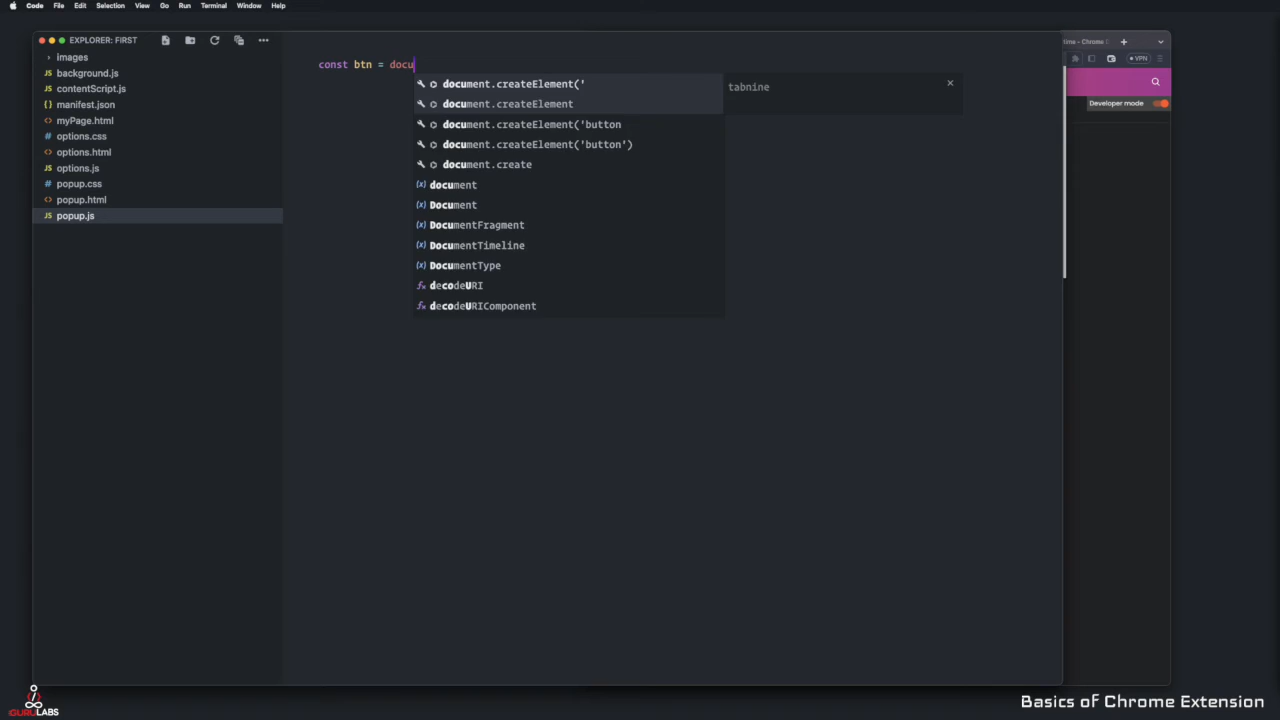 Code File Edit Selection View Go Run Terminal Window Help
EXPLORER: FIRST
images
background.js
contentScript.js
manifest.json
myPage.html
options.css
options.html
options.js
popup.css
popup.html
popup.js
const btn = docu
document.createElement('
document.createElement
document.createElement('button
document.createElement('button')
document.create
document
Document
DocumentFragment
DocumentTimeline
DocumentType
decodeURI
decodeURIComponent
tabnine
time - Chrome
VPN
Developer mode
GURULABS
Basics of Chrome Extension